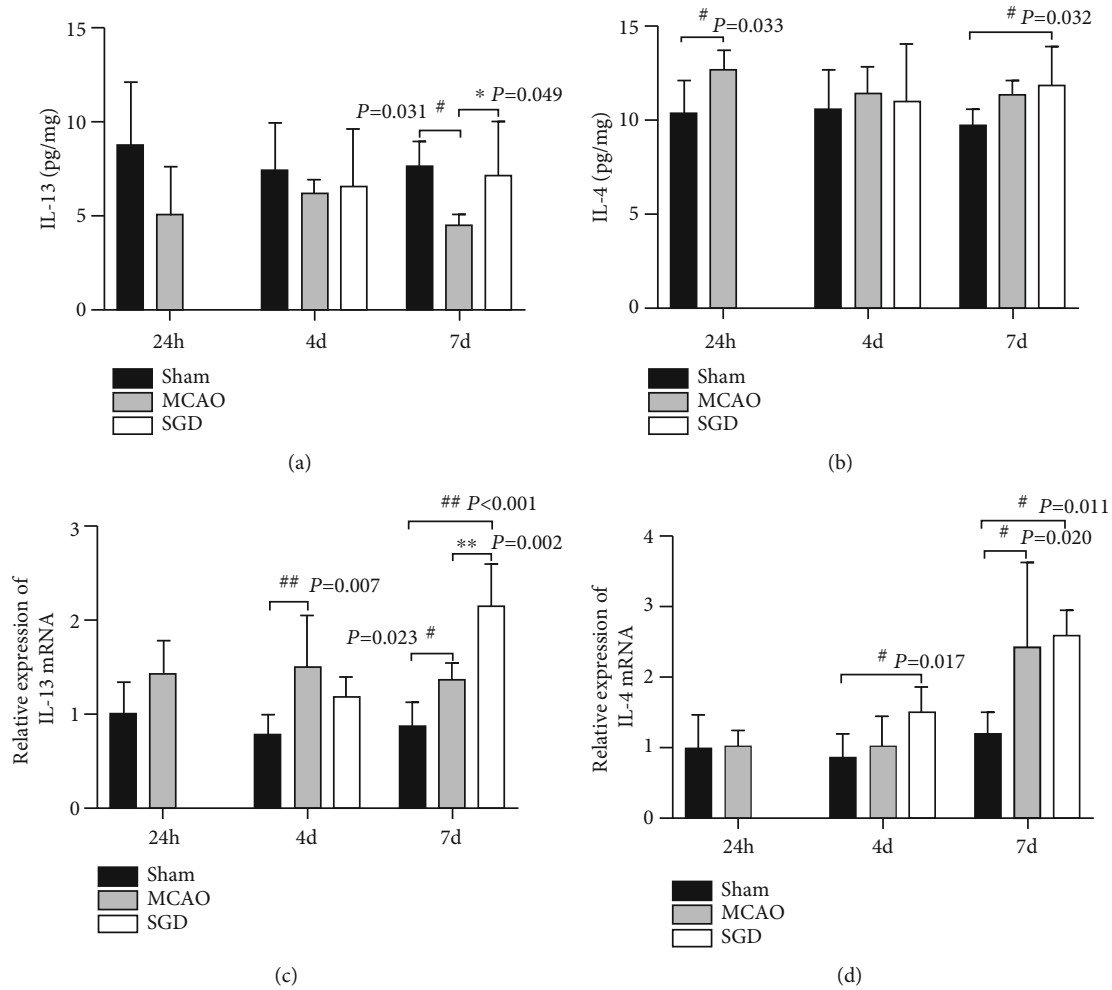 15
10
5
0
IL-13 (pg/mg)
P=0.031 #
* P=0.049
24h 4d 7d
Sham
MCAO
SGD
(a)
15
10
5
0
IL-4 (pg/mg)
# P=0.033
# P=0.032
24h 4d 7d
Sham
MCAO
SGD
(b)
3
2
1
0
Relative expression of
IL-13 mRNA
## P<0.001
** P=0.002
## P=0.007
P=0.023 #
24h 4d 7d
Sham
MCAO
SGD
(c)
4
3
2
1
0
Relative expression of
IL-4 mRNA
# P=0.011
# P=0.020
# P=0.017
24h 4d 7d
Sham
MCAO
SGD
(d)